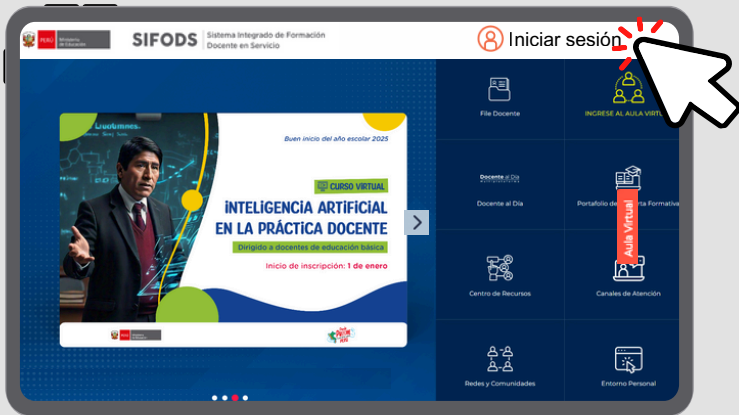 PERÚ
Ministerio
de Educación
SIFODS
Sistema Integrado de Formación
Docente en Servicio
Iniciar sesión
Buen inicio del año escolar 2025
CURSO VIRTUAL
INTELIGENCIA ARTIFICIAL
EN LA PRÁCTICA DOCENTE
Dirigido a docentes de educación básica
Inicio de inscripción: 1 de enero
File Docente
INGRESE AL AULA VIRTU
Docente al Día
Docente al Día
Portafolio de
rta Formativa
Aula Virtual
Centro de Recursos
Canales de Atención
Redes y Comunidades
Entorno Personal